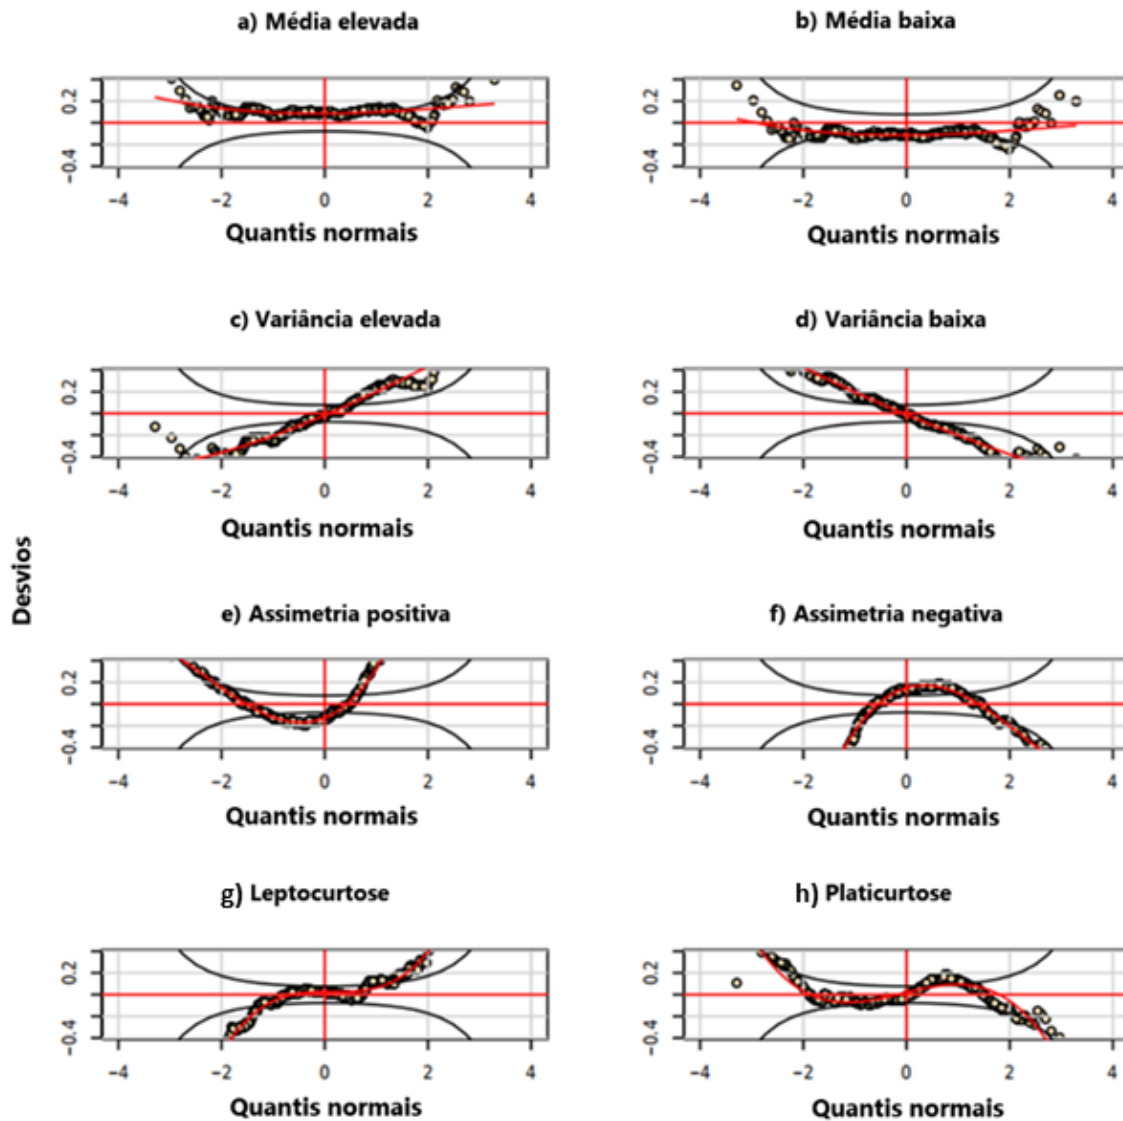 a) Média elevada
b) Média baixa
0.2
−0.4
−4 −2 0 2 4
Quantis normais
0.2
−0.4
−4 −2 0 2 4
Quantis normais
c) Variância elevada
d) Variância baixa
0.2
−0.4
−4 −2 0 2 4
Quantis normais
0.2
−0.4
−4 −2 0 2 4
Quantis normais
Desvios
e) Assimetria positiva
f) Assimetria negativa
0.2
−0.4
−4 −2 0 2 4
Quantis normais
0.2
−0.4
−4 −2 0 2 4
Quantis normais
g) Leptocurtose
h) Platicurtose
0.2
−0.4
−4 −2 0 2 4
Quantis normais
0.2
−0.4
−4 −2 0 2 4
Quantis normais